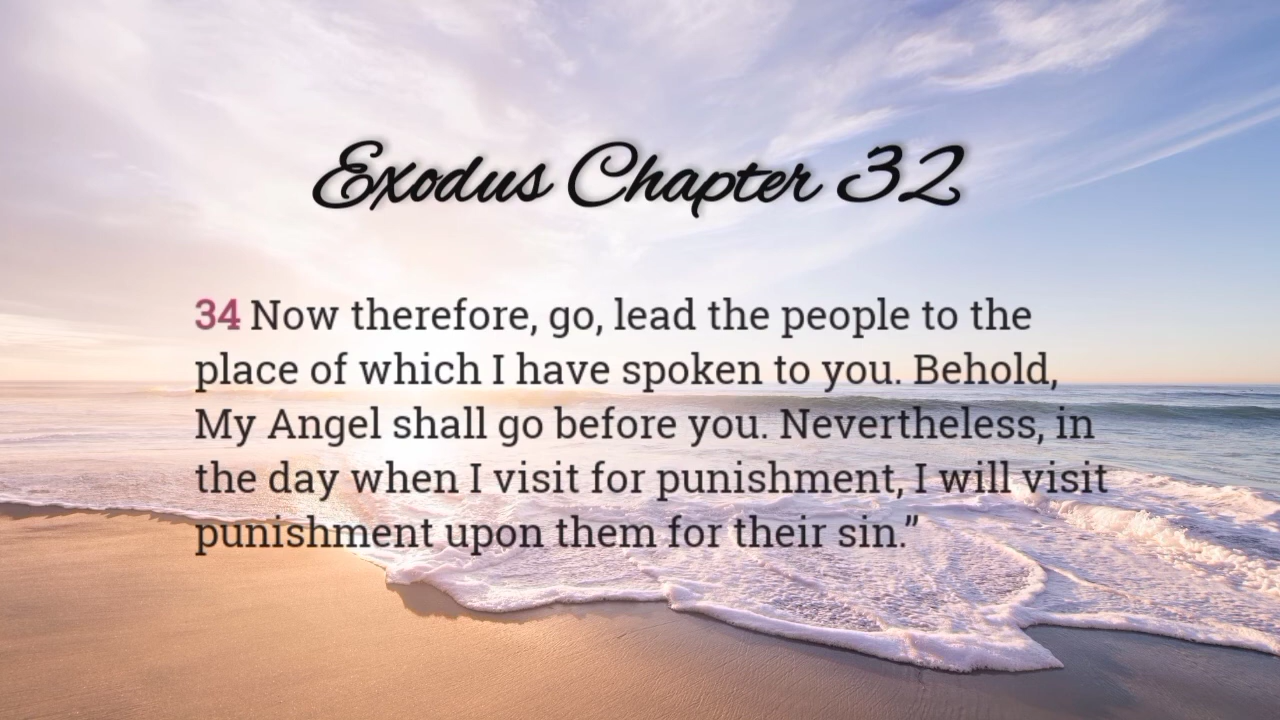 Exodus Chapter 32
34 Now therefore, go, lead the people to the
place of which I have spoken to you. Behold,
My Angel shall go before you. Nevertheless, in
the day when I visit for punishment, I will visit
punishment upon them for their sin.”